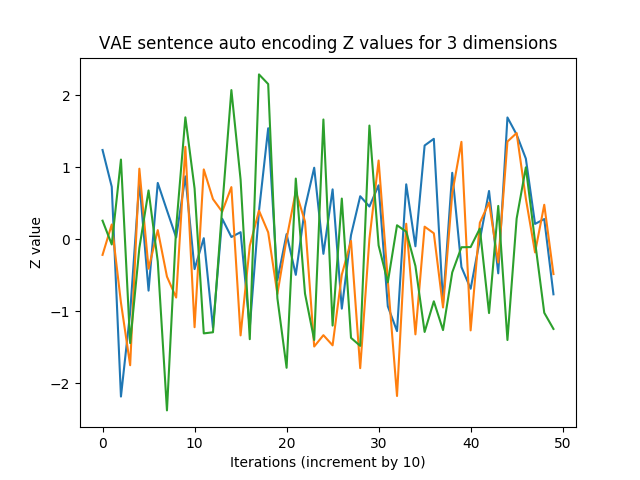 VAE sentence auto encoding Z values for 3 dimensions
2
1
0
−1
−2
Z value
0 10 20 30 40 50
Iterations (increment by 10)